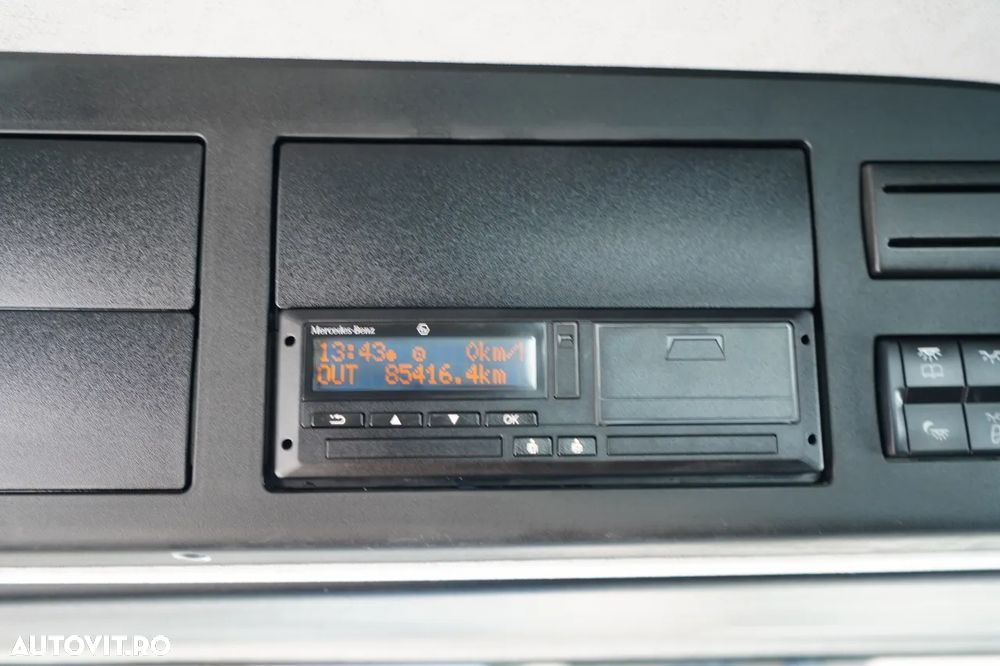 Mercedes-Benz
13:43 0km/
OUT 85416.4km
OK
AUTOVIT.RO